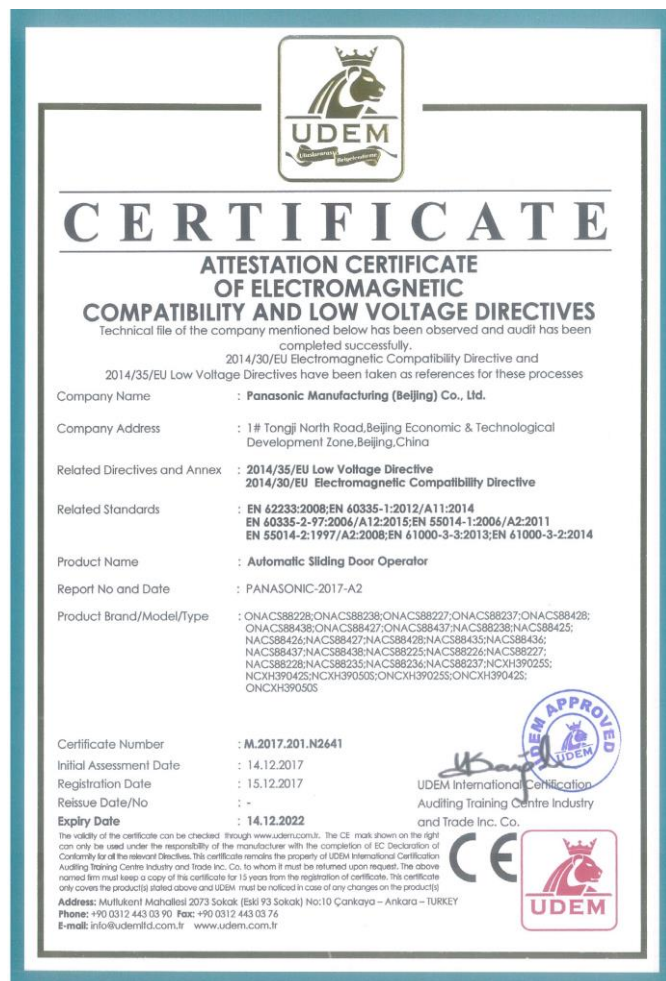 UDEM
Uluslararası Belgelendirme
CERTIFICATE
ATTESTATION CERTIFICATE
OF ELECTROMAGNETIC
COMPATIBILITY AND LOW VOLTAGE DIRECTIVES
Technical file of the company mentioned below has been observed and audit has been
completed successfully.
2014/30/EU Electromagnetic Compatibility Directive and
2014/35/EU Low Voltage Directives have been taken as references for these processes
Company Name : Panasonic Manufacturing (Beijing) Co., Ltd.
Company Address : 1# Tongji North Road,Beijing Economic & Technological
Development Zone,Beijing,China
Related Directives and Annex : 2014/35/EU Low Voltage Directive
2014/30/EU Electromagnetic Compatibility Directive
Related Standards : EN 62233:2008;EN 60335-1:2012/A11:2014
EN 60335-2-97:2006/A12:2015;EN 55014-1:2006/A2:2011
EN 55014-2:1997/A2:2008;EN 61000-3-3:2013;EN 61000-3-2:2014
Product Name : Automatic Sliding Door Operator
Report No and Date : PANASONIC-2017-A2
Product Brand/Model/Type : ONACS88228;ONACS88238;ONACS88227;ONACS88237;ONACS88428;
ONACS88438;ONACS88427;ONACS88437;NACS88238;NACS88425;
NACS88426;NACS88427;NACS88428;NACS88435;NACS88436;
NACS88437;NACS88438;NACS88225;NACS88226;NACS88227;
NACS88228;NACS88235;NACS88236;NACS88237;NCXH39025S;
NCXH39042S;NCXH39050S;ONCXH39025S;ONCXH39042S;
ONCXH39050S
UDEM APPROVED
UDEM
Certificate Number : M.2017.201.N2641
Initial Assessment Date : 14.12.2017
Registration Date : 15.12.2017
Reissue Date/No : -
Expiry Date : 14.12.2022
UDEM International Certification
Auditing Training Centre Industry
and Trade Inc. Co.
The validity of the certificate can be checked through www.udem.com.tr. The CE mark shown on the right
can only be used under the responsibility of the manufacturer with the completion of EC Declaration of
Conformity for all the relevant Directives. This certificate remains the property of UDEM International Certification
Auditing Training Centre Industry and Trade Inc. Co. to whom it must be returned upon request. The above
named firm must keep a copy of this certificate for 15 years from the registration of certificate. This certificate
only covers the product(s) stated above and UDEM must be noticed in case of any changes on the product(s)
Address: Mutlukent Mahallesi 2073 Sokak (Eski 93 Sokak) No:10 Çankaya – Ankara – TURKEY
Phone: +90 0312 443 03 90 Fax: +90 0312 443 03 76
E-mail: info@udemltd.com.tr www.udem.com.tr
CE
UDEM